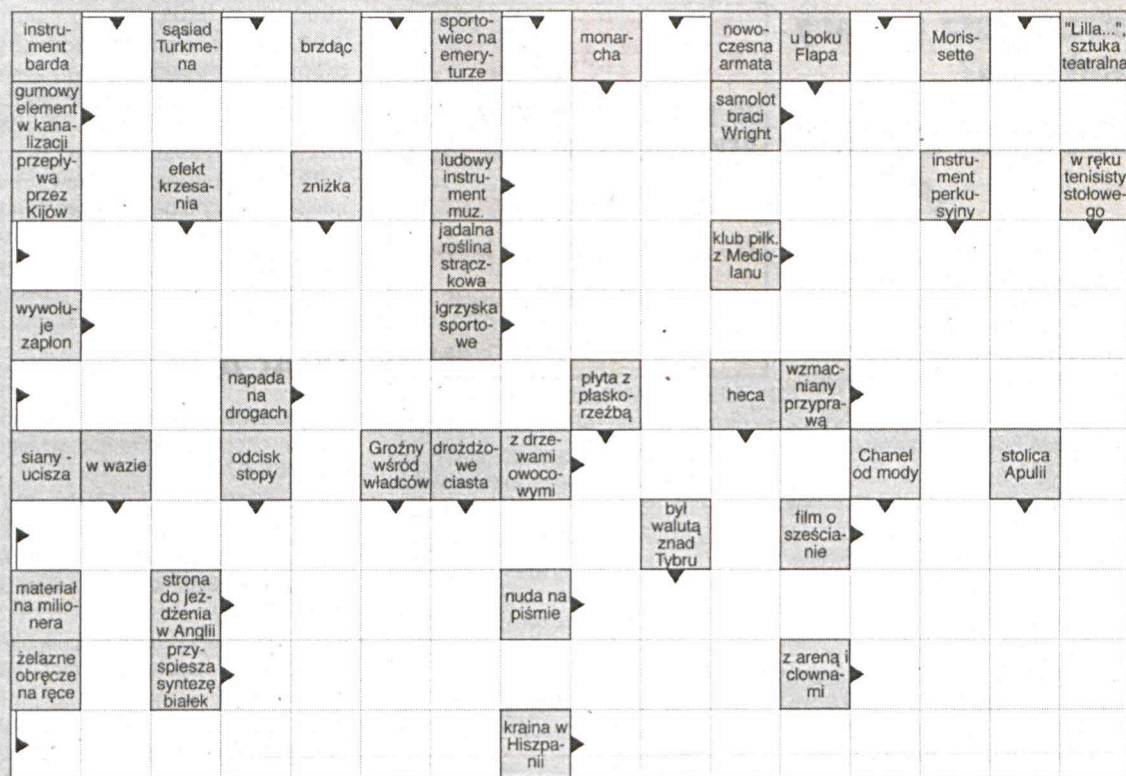 instru-
ment
barda
sąsiad
Turkme-
na
brzdąc
sporto-
wiec na
emery-
turze
monar-
cha
nowo-
czesna
armata
u boku
Flapa
Moris-
sette
"Lilla...",
sztuka
teatralna
gumowy
element
w kana-
lizacji
samolot
braci
Wright
przepły-
wa
przez
Kijów
efekt
krzesa-
nia
zniżka
ludowy
instru-
ment
muz.
instru-
ment
perku-
syjny
w ręku
tenisisty
stołowe-
go
jadalna
roślina
strącz-
kowa
klub piłk.
z Medio-
lanu
wywołu-
je
zapłon
igrzyska
sporto-
we
napada
na
drogach
płyta z
płasko-
rzeźbą
heca
wzmac-
niany
przypra-
wą
siany -
ucisza
w wazie
odcisk
stopy
Groźny
wśród
władców
drożdżo-
we
ciasta
z drze-
wami
owoco-
wymi
Chanel
od mody
stolica
Apulii
był
walutą
znad
Tybru
film o
sześcia-
nie
materiał
na milio-
nera
strona
do jeż-
dżenia
w Anglii
nuda na
piśmie
żelazne
obręcze
na ręce
przy-
spiesza
syntezę
białek
z areną i
clowna-
mi
kraina w
Hiszpa-
nii